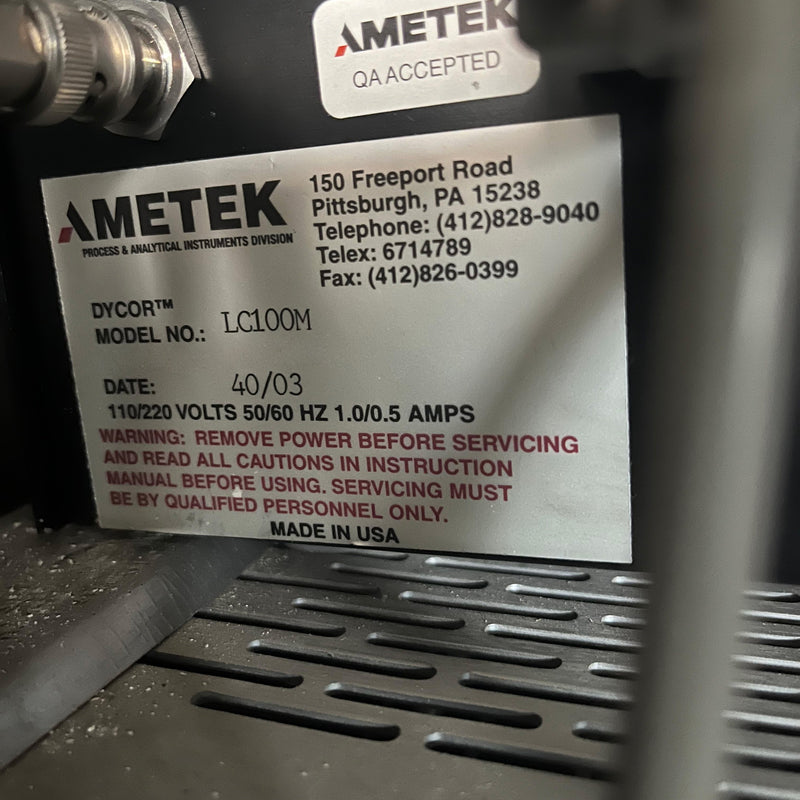 AMETEK
QA ACCEPTED
AMETEK
PROCESS & ANALYTICAL INSTRUMENTS DIVISION
150 Freeport Road
Pittsburgh, PA 15238
Telephone: (412)828-9040
Telex: 6714789
Fax: (412)826-0399
DYCOR™
MODEL NO.: LC100M
DATE: 40/03
110/220 VOLTS 50/60 HZ 1.0/0.5 AMPS
WARNING: REMOVE POWER BEFORE SERVICING
AND READ ALL CAUTIONS IN INSTRUCTION
MANUAL BEFORE USING. SERVICING MUST
BE BY QUALIFIED PERSONNEL ONLY.
MADE IN USA